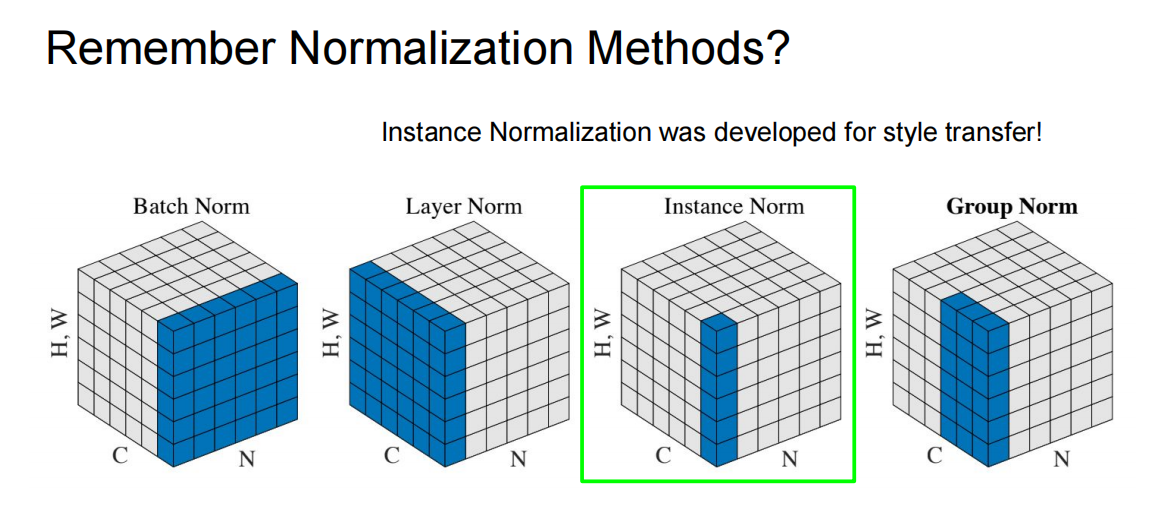 Remember Normalization Methods?
Instance Normalization was developed for style transfer!
Batch Norm
Layer Norm
Instance Norm
Group Norm
H, W
C
N
H, W
C
N
H, W
C
N
H, W
C
N